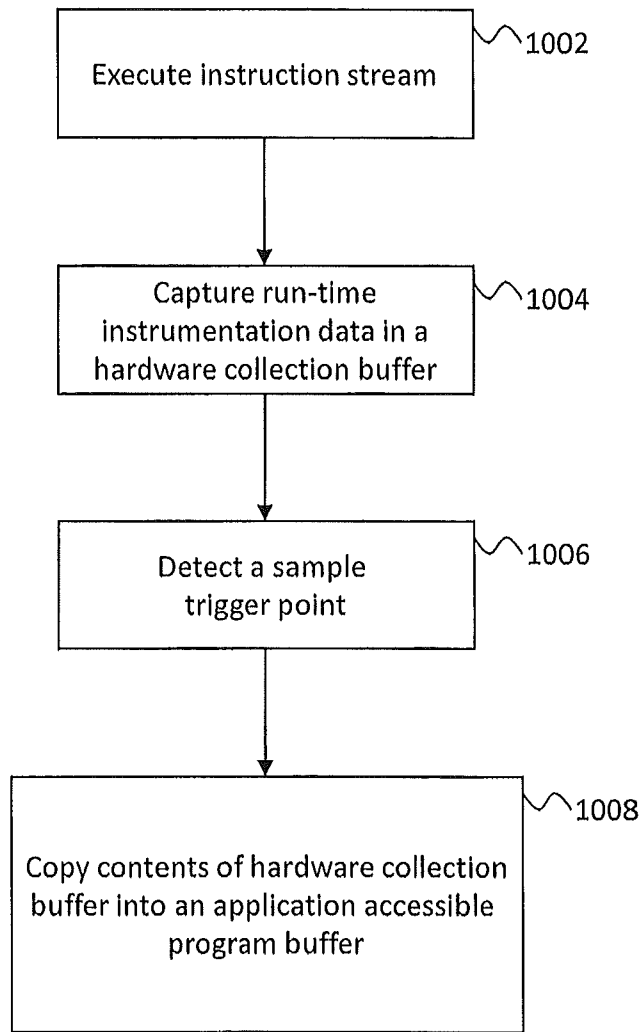 Execute instruction stream
1002
Capture run-time
instrumentation data in a
hardware collection buffer
1004
Detect a sample
trigger point
1006
Copy contents of hardware collection
buffer into an application accessible
program buffer
1008